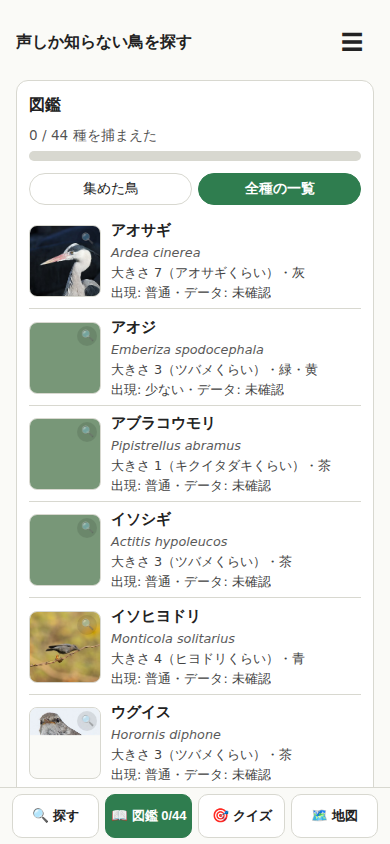 声しか知らない鳥を探す
図鑑
0 / 44 種を捕まえた
集めた鳥
全種の一覧
アオサギ
Ardea cinerea
大きさ 7（アオサギくらい）・灰
出現: 普通・データ: 未確認
アオジ
Emberiza spodocephala
大きさ 3（ツバメくらい）・緑・黄
出現: 少ない・データ: 未確認
アブラコウモリ
Pipistrellus abramus
大きさ 1（キクイタダキくらい）・茶
出現: 普通・データ: 未確認
イソシギ
Actitis hypoleucos
大きさ 3（ツバメくらい）・茶
出現: 普通・データ: 未確認
イソヒヨドリ
Monticola solitarius
大きさ 4（ヒヨドリくらい）・青
出現: 普通・データ: 未確認
ウグイス
Horornis diphone
大きさ 3（ツバメくらい）・茶
出現: 普通・データ: 未確認
探す
図鑑 0/44
クイズ
地図